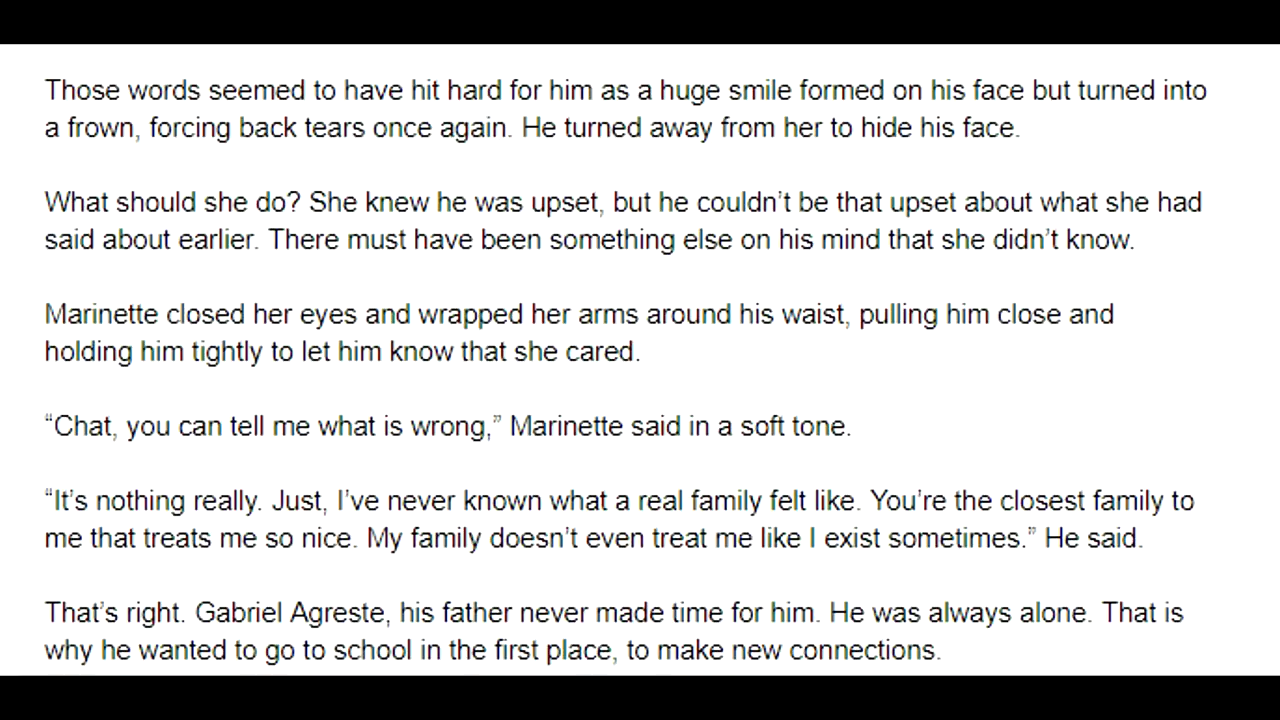 Those words seemed to have hit hard for him as a huge smile formed on his face but turned into
a frown, forcing back tears once again. He turned away from her to hide his face.
What should she do? She knew he was upset, but he couldn’t be that upset about what she had
said about earlier. There must have been something else on his mind that she didn’t know.
Marinette closed her eyes and wrapped her arms around his waist, pulling him close and
holding him tightly to let him know that she cared.
“Chat, you can tell me what is wrong,” Marinette said in a soft tone.
“It’s nothing really. Just, I’ve never known what a real family felt like. You’re the closest family to
me that treats me so nice. My family doesn’t even treat me like I exist sometimes.” He said.
That’s right. Gabriel Agreste, his father never made time for him. He was always alone. That is
why he wanted to go to school in the first place, to make new connections.